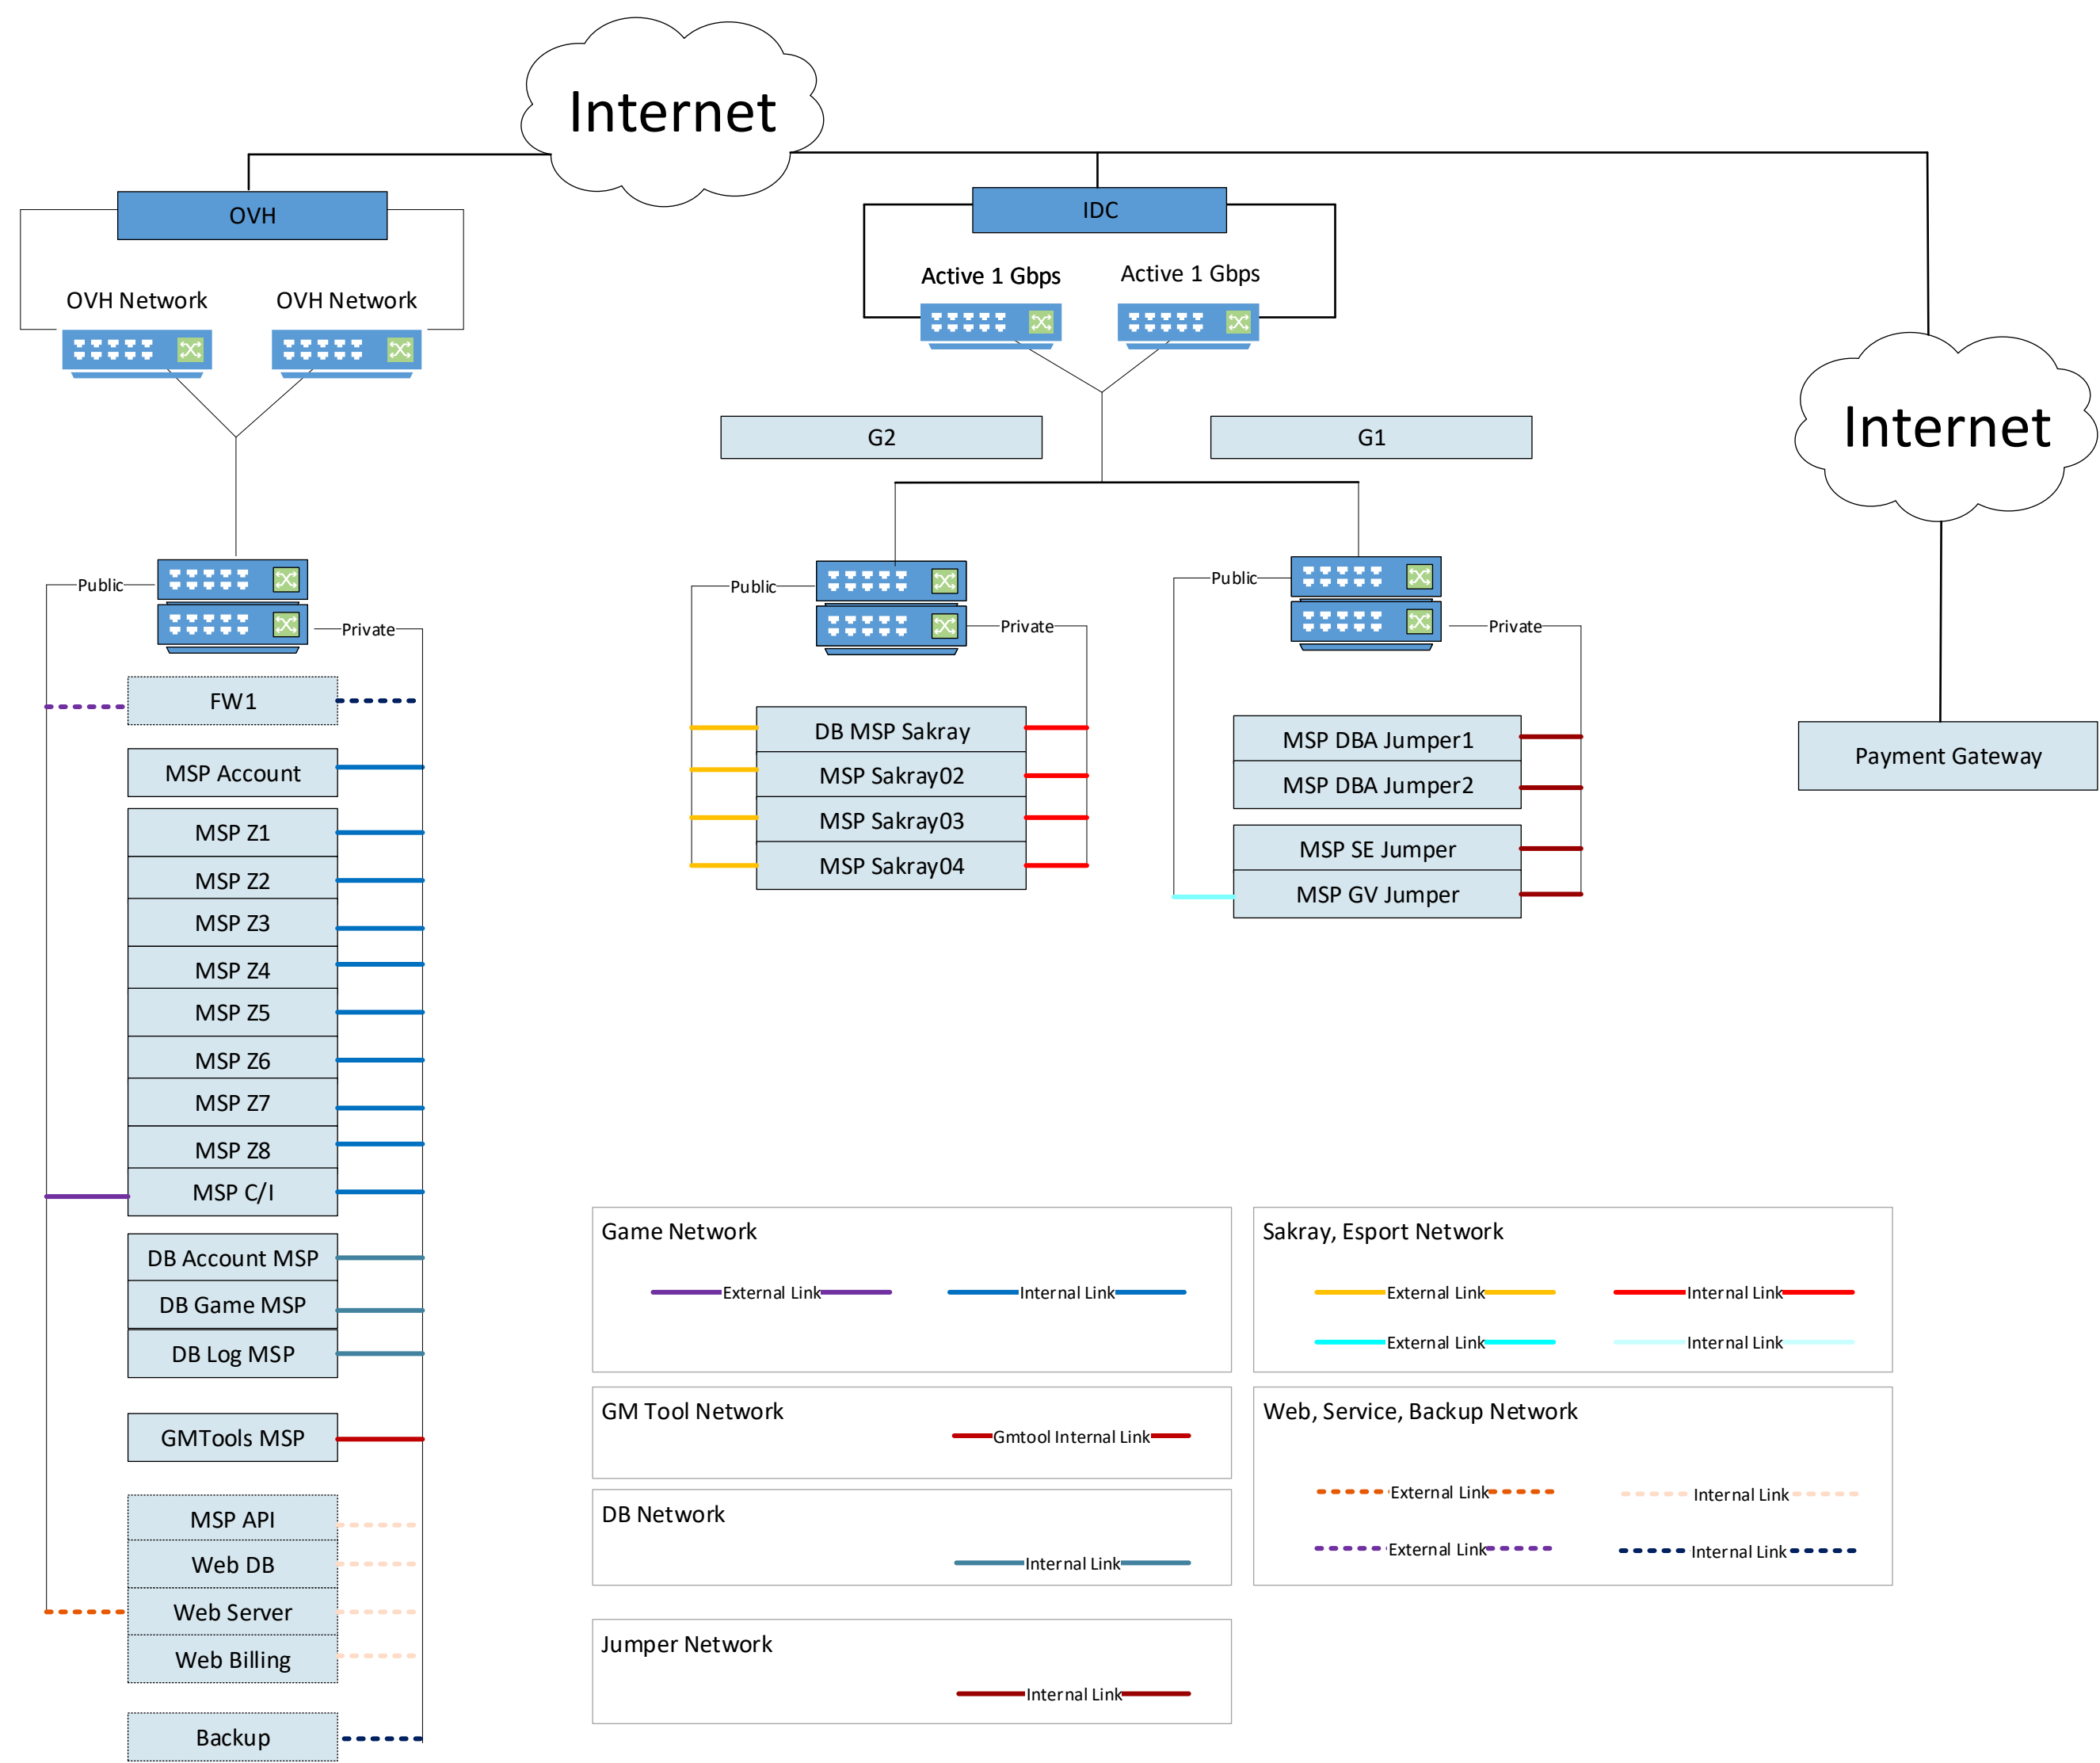 Internet
OVH
IDC
Active 1 Gbps
Active 1 Gbps
OVH Network
OVH Network
Internet
G2
G1
Public
Private
Public
Private
Public
Private
FW1
MSP Account
MSP Z1
MSP Z2
MSP Z3
MSP Z4
MSP Z5
MSP Z6
MSP Z7
MSP Z8
MSP C/I
DB Account MSP
DB Game MSP
DB Log MSP
GMTools MSP
MSP API
Web DB
Web Server
Web Billing
Backup
DB MSP Sakray
MSP Sakray02
MSP Sakray03
MSP Sakray04
MSP DBA Jumper1
MSP DBA Jumper2
MSP SE Jumper
MSP GV Jumper
Payment Gateway
Game Network
External Link
Internal Link
Sakray, Esport Network
External Link
Internal Link
External Link
Internal Link
GM Tool Network
Gmtool Internal Link
Web, Service, Backup Network
External Link
Internal Link
External Link
Internal Link
DB Network
Internal Link
Jumper Network
Internal Link